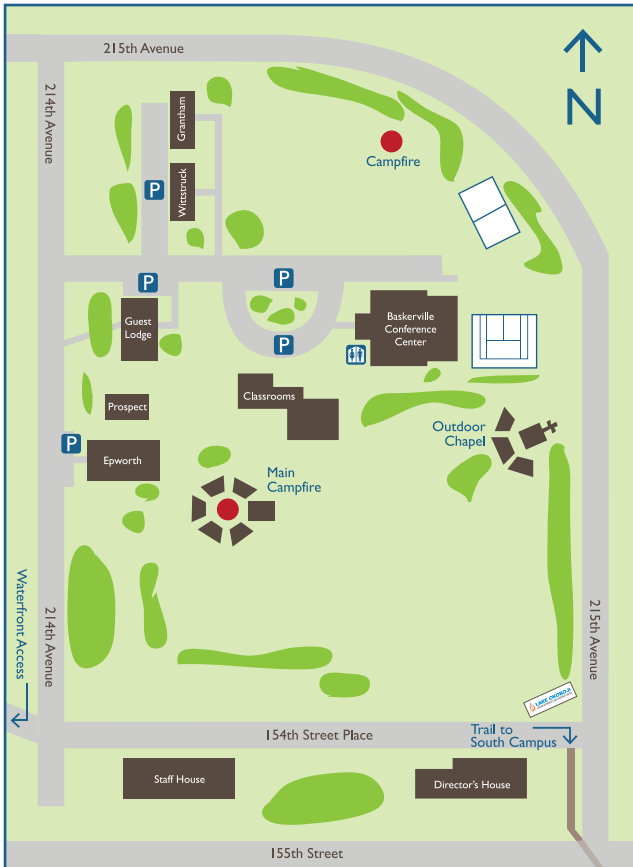 215th Avenue
214th Avenue
N
Grantham
Campfire
Wittstruck
P
P
P
Guest
Lodge
Baskerville
Conference
Center
P
Prospect
Classrooms
P
Epworth
Outdoor
Chapel
Main
Campfire
Waterfront Access
214th Avenue
215th Avenue
LAKE OKOBOJI
154th Street Place
Trail to
South Campus
Staff House
Director's House
155th Street